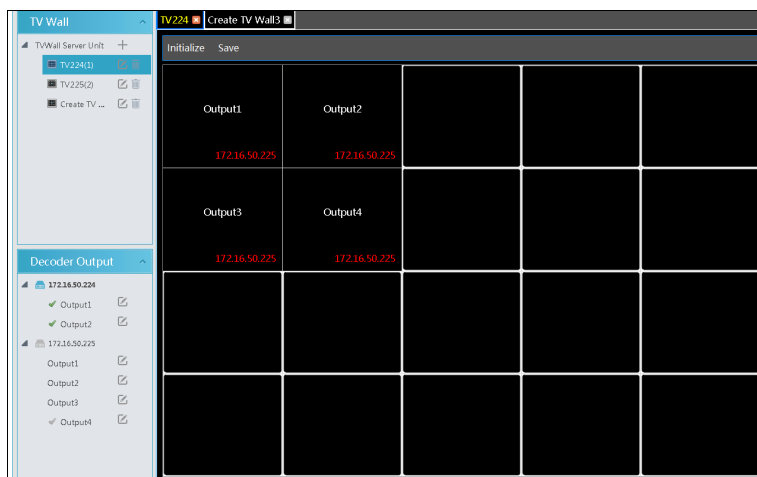 TV Wall
TVWall Server Unit
TV224(1)
TV225(2)
Create TV ...
Decoder Output
172.16.50.224
Output1
Output2
172.16.50.225
Output1
Output2
Output3
Output4
TV224 Create TV Wall3
Initialize Save
Output1 Output2
172.16.50.225 172.16.50.225
Output3 Output4
172.16.50.225 172.16.50.225